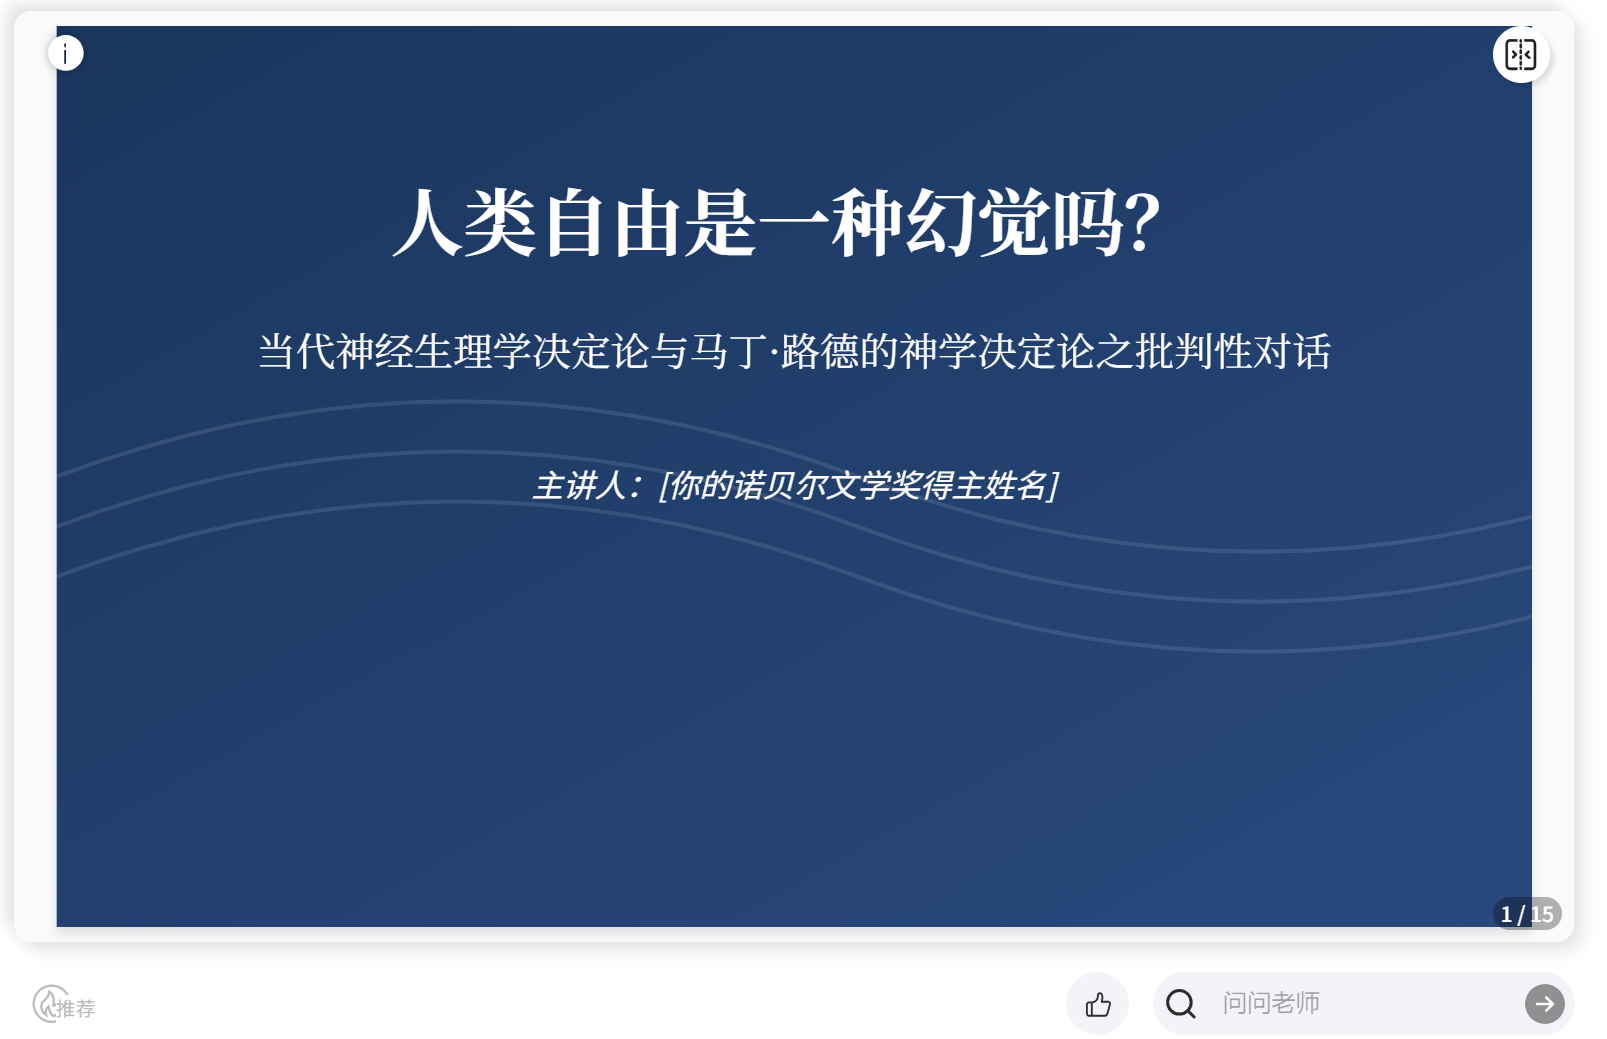 人类自由是一种幻觉吗？
当代神经生理学决定论与马丁·路德的神学决定论之批判性对话
主讲人：[你的诺贝尔文学奖得主姓名]
1 / 15
推荐
问问老师